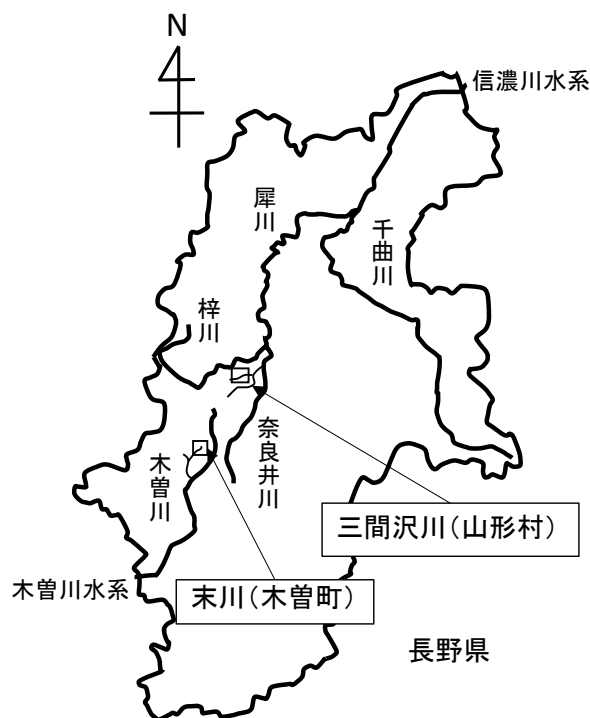 N
信濃川水系
犀川
千曲川
梓川
奈良井川
木曽川
三間沢川(山形村)
木曽川水系
末川(木曽町)
長野県